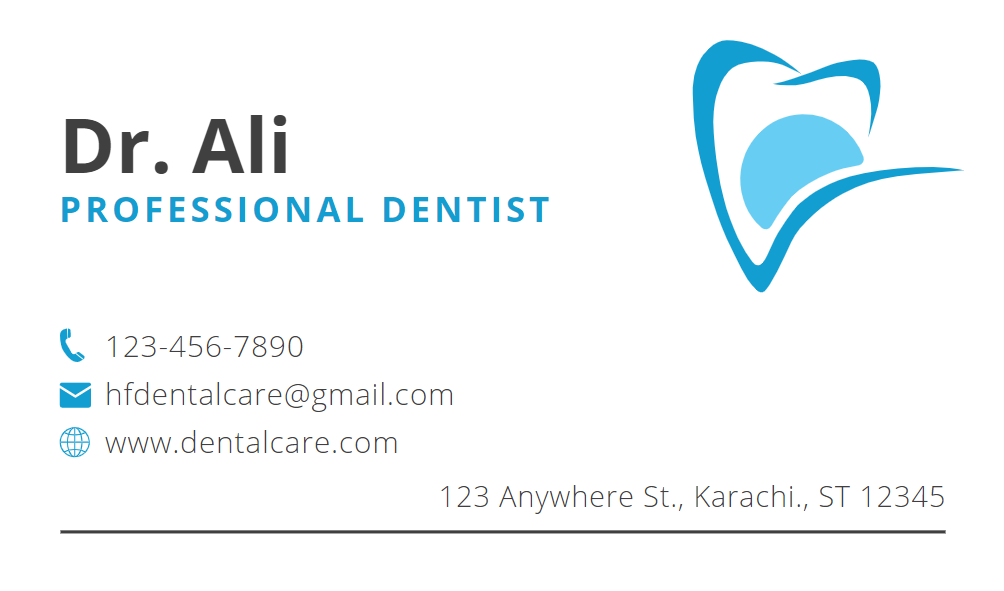 Dr. Ali
PROFESSIONAL DENTIST
123-456-7890
hfdentalcare@gmail.com
www.dentalcare.com
123 Anywhere St., Karachi., ST 12345